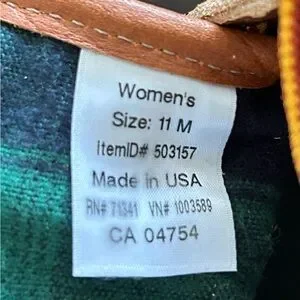 Women's
Size: 11 M
ItemID# 503157
Made in USA
RN# 71341 VN# 1003589
CA 04754